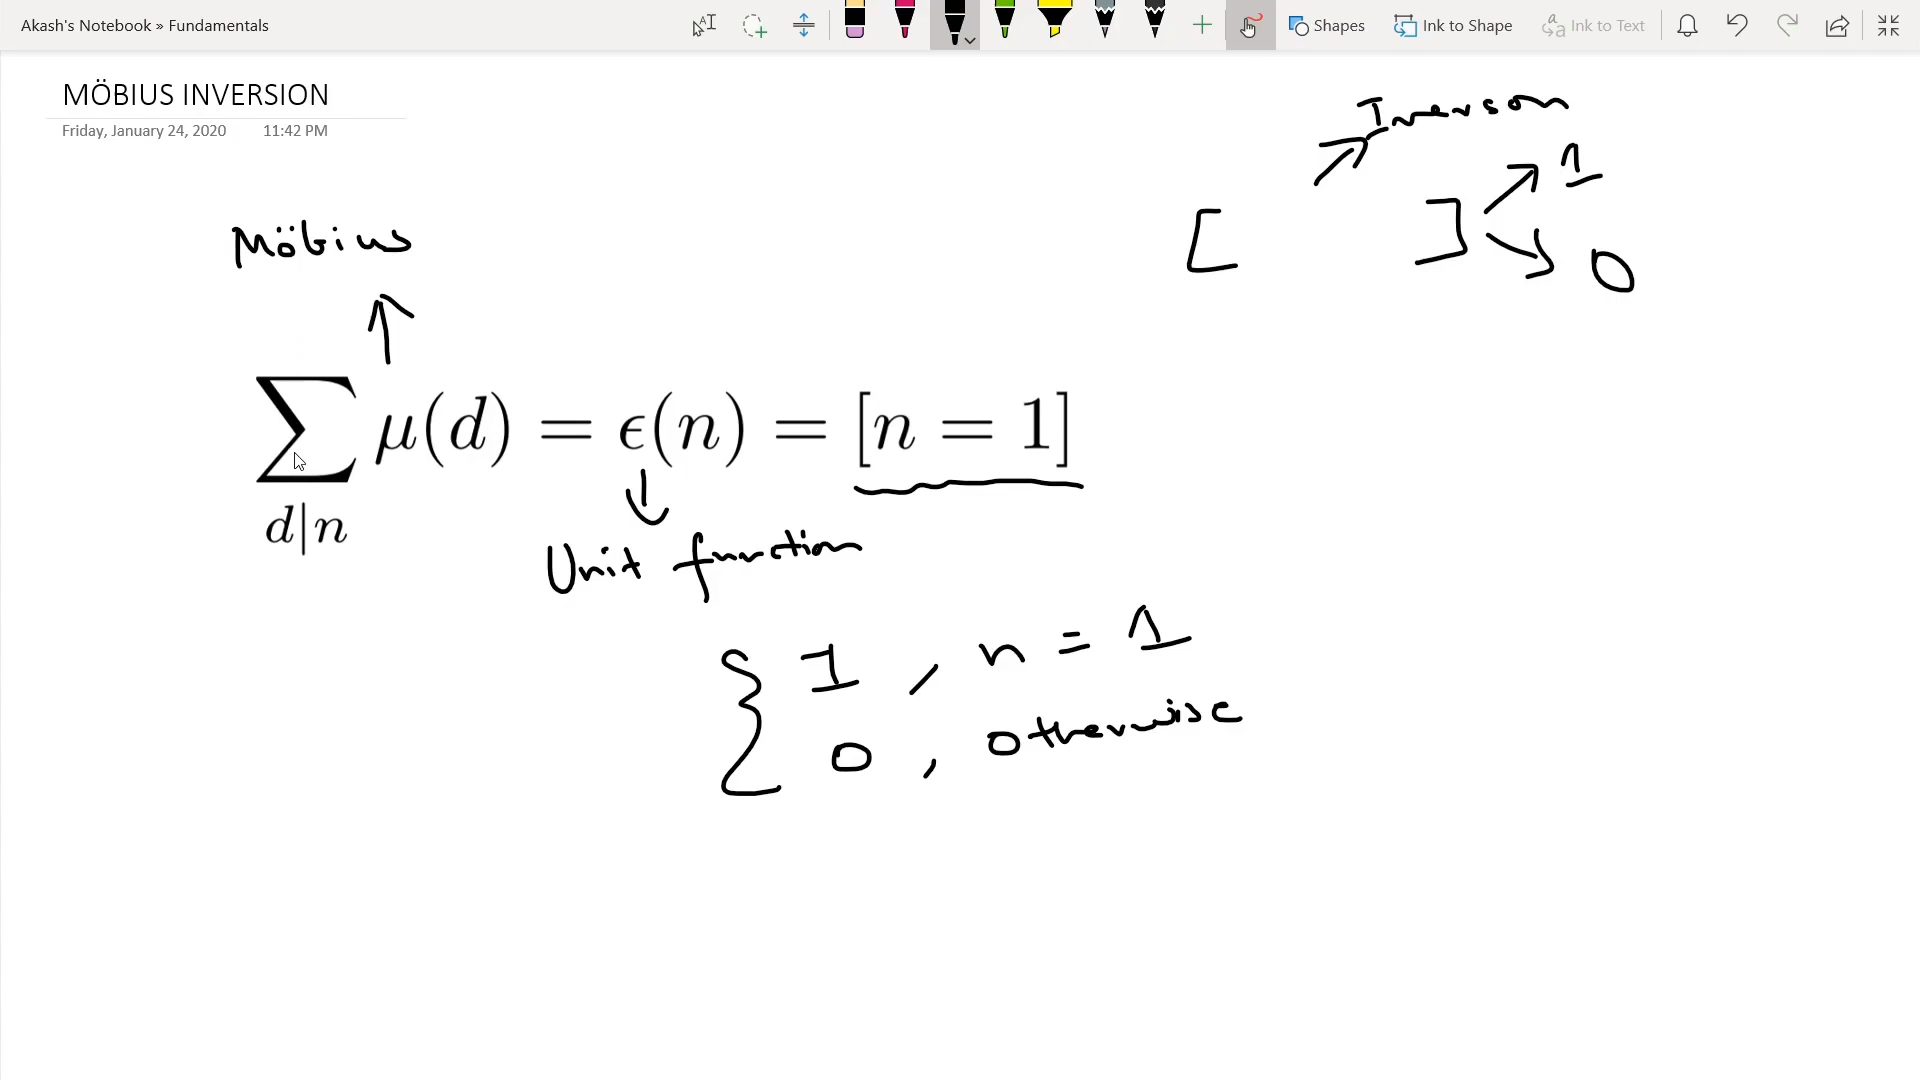 Akash's Notebook » Fundamentals
Shapes
Ink to Shape
Ink to Text
MÖBIUS INVERSION
Friday, January 24, 2020 11:42 PM
Iverson
[ ] 1
0
Möbius
∑ μ(d) = ϵ(n) = [n = 1]
d|n
Unit function
{ 1 , n = 1
0 , otherwise